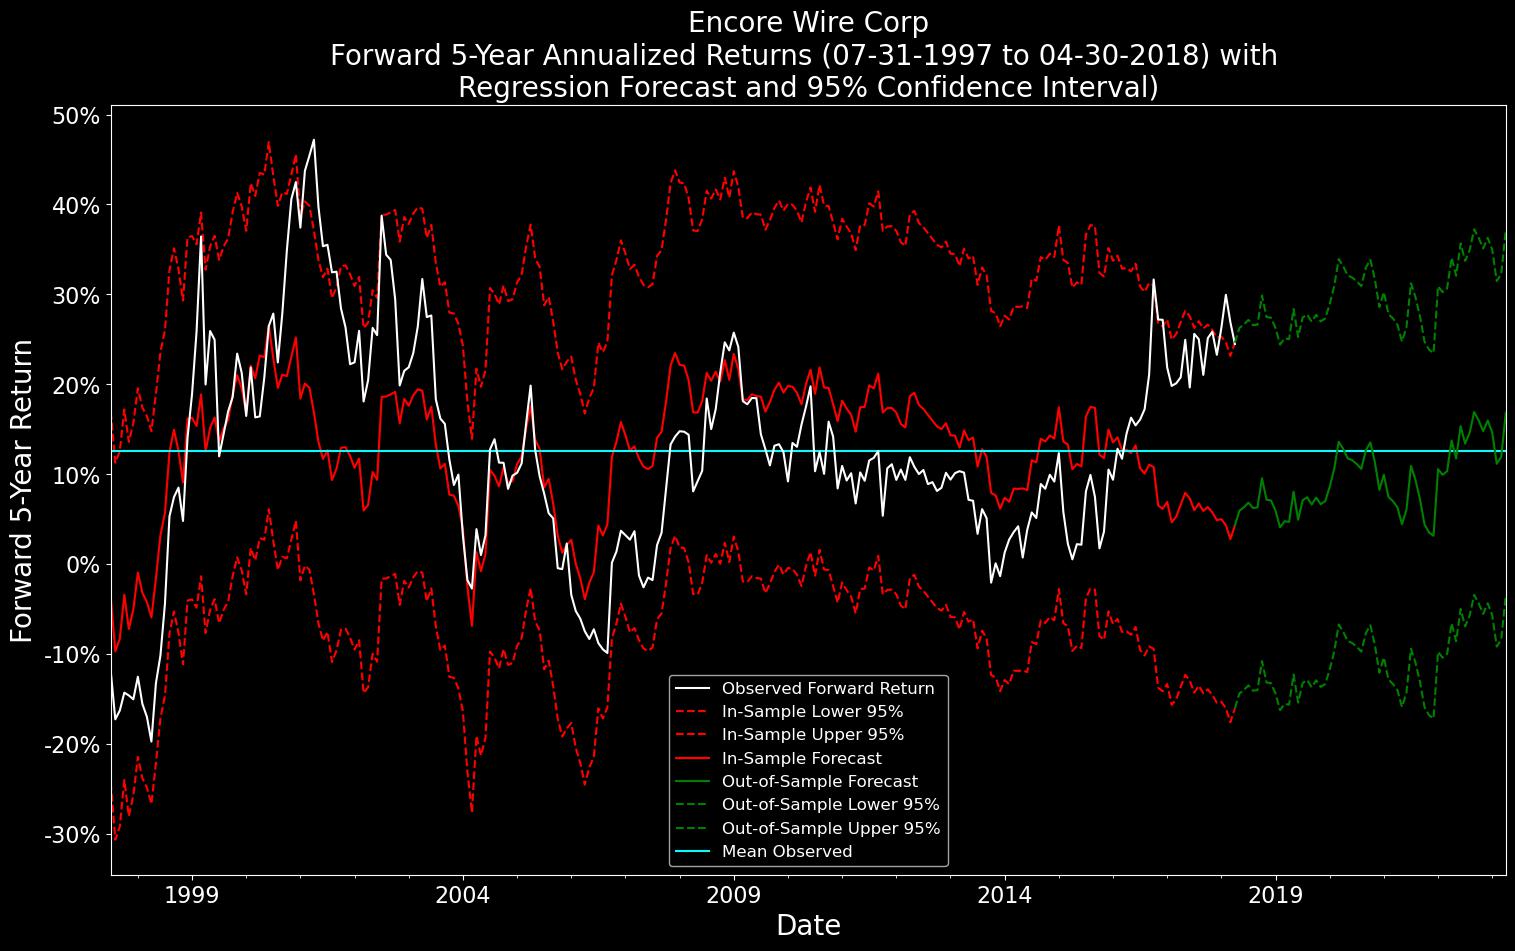 Encore Wire Corp
Forward 5-Year Annualized Returns (07-31-1997 to 04-30-2018) with
Regression Forecast and 95% Confidence Interval)
50%
40%
30%
20%
10%
0%
-10%
-20%
-30%
Forward 5-Year Return
Observed Forward Return
In-Sample Lower 95%
In-Sample Upper 95%
In-Sample Forecast
Out-of-Sample Forecast
Out-of-Sample Lower 95%
Out-of-Sample Upper 95%
Mean Observed
1999
2004
2009
2014
2019
Date